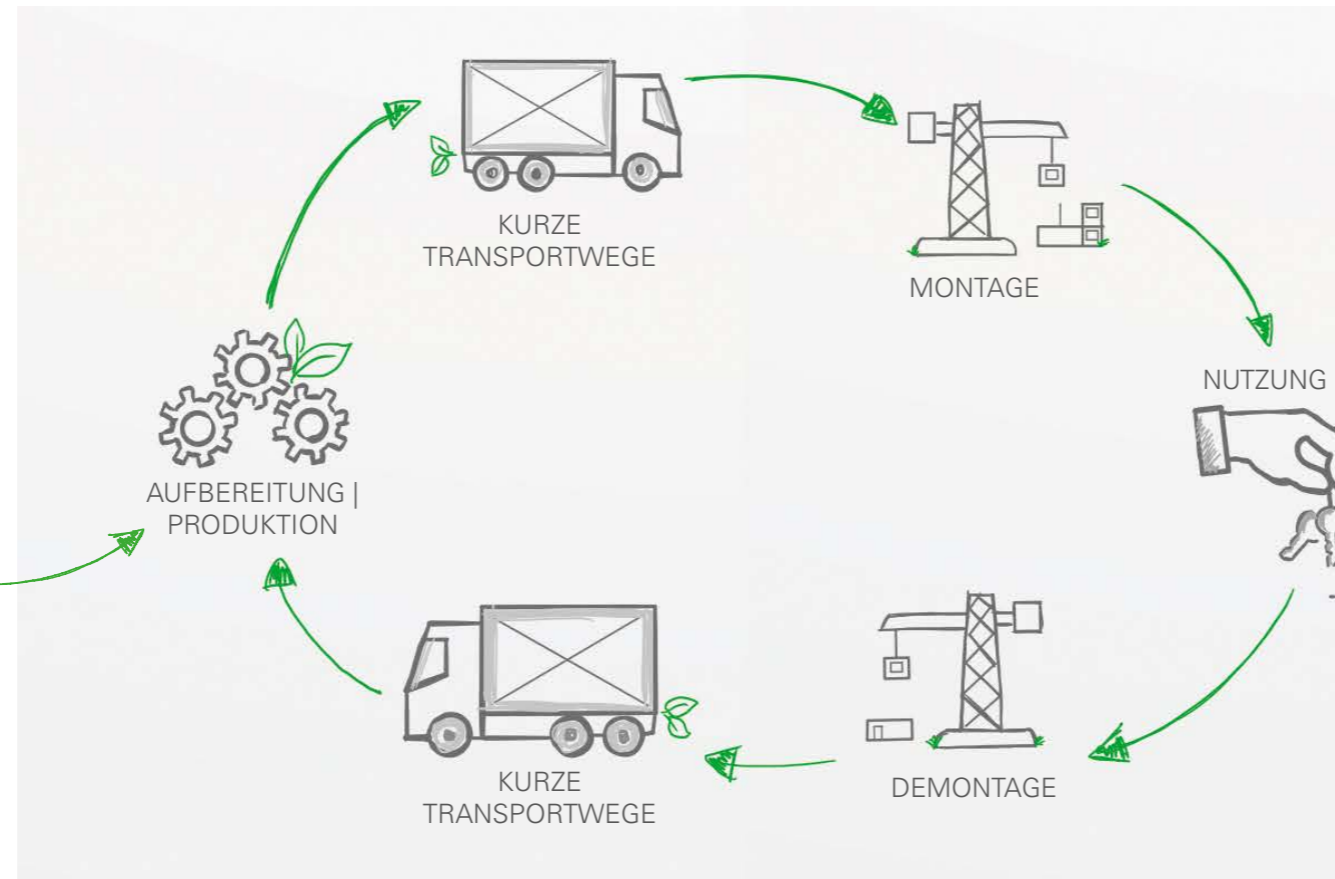 KURZE
TRANSPORTWEGE
MONTAGE
NUTZUNG
AUFBEREITUNG |
PRODUKTION
KURZE
TRANSPORTWEGE
DEMONTAGE